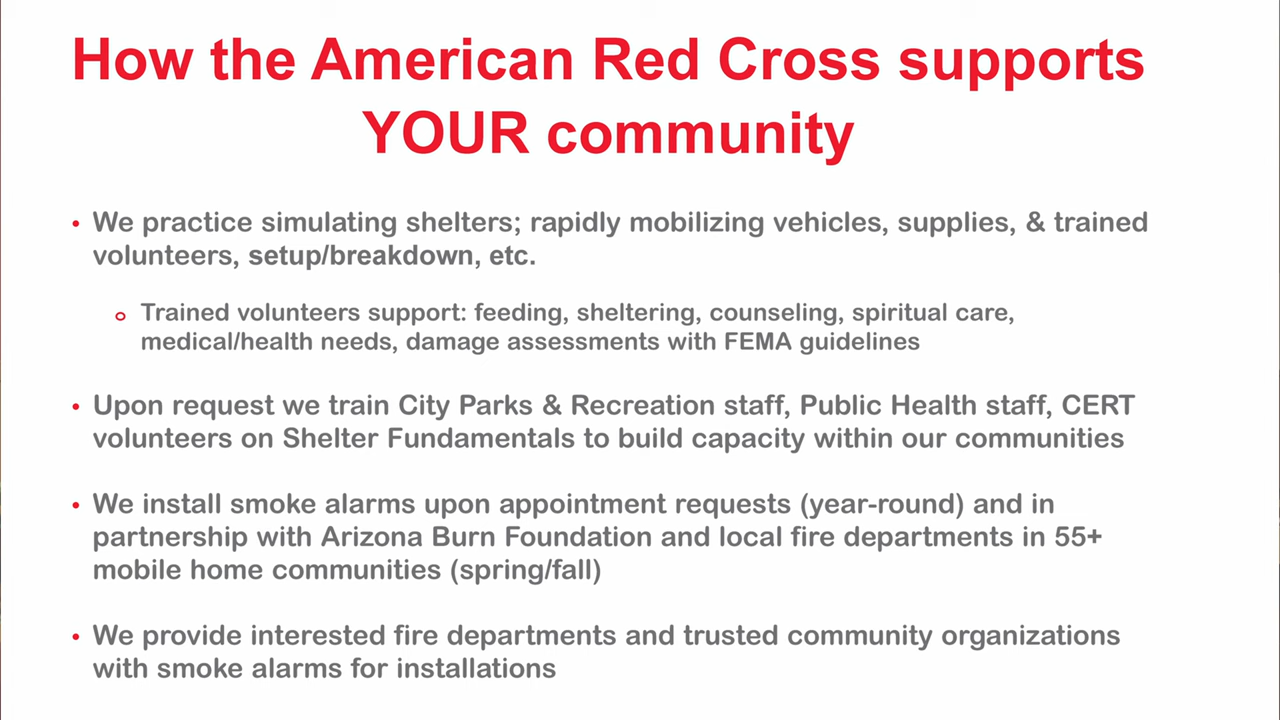 How the American Red Cross supports
YOUR community
• We practice simulating shelters; rapidly mobilizing vehicles, supplies, & trained
volunteers, setup/breakdown, etc.
o Trained volunteers support: feeding, sheltering, counseling, spiritual care,
medical/health needs, damage assessments with FEMA guidelines
• Upon request we train City Parks & Recreation staff, Public Health staff, CERT
volunteers on Shelter Fundamentals to build capacity within our communities
• We install smoke alarms upon appointment requests (year-round) and in
partnership with Arizona Burn Foundation and local fire departments in 55+
mobile home communities (spring/fall)
• We provide interested fire departments and trusted community organizations
with smoke alarms for installations